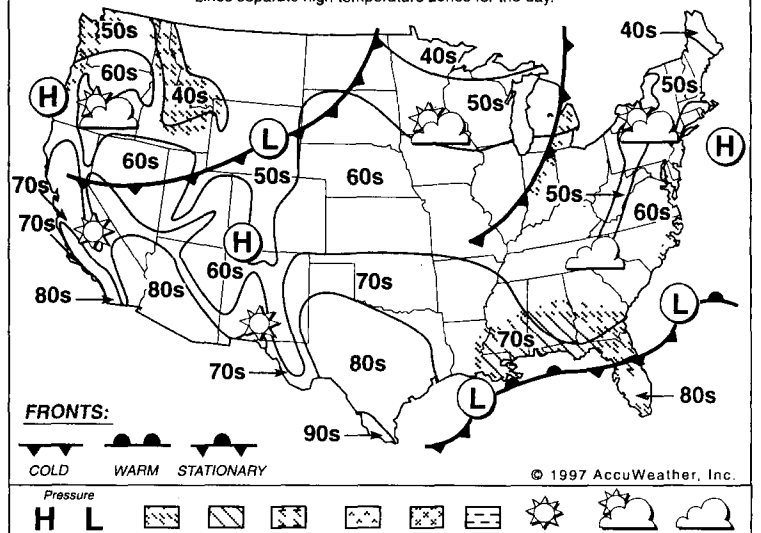 Lines separate high temperature zones for the day.
50s
40s
40s
60s
50s
50s
H
40s
L
H
60s
50s
60s
70s
50s
60s
70s
H
60s
70s
80s
80s
L
70s
80s
70s
L
80s
90s
FRONTS:
COLD WARM STATIONARY
© 1997 AccuWeather, Inc.
Pressure
H L